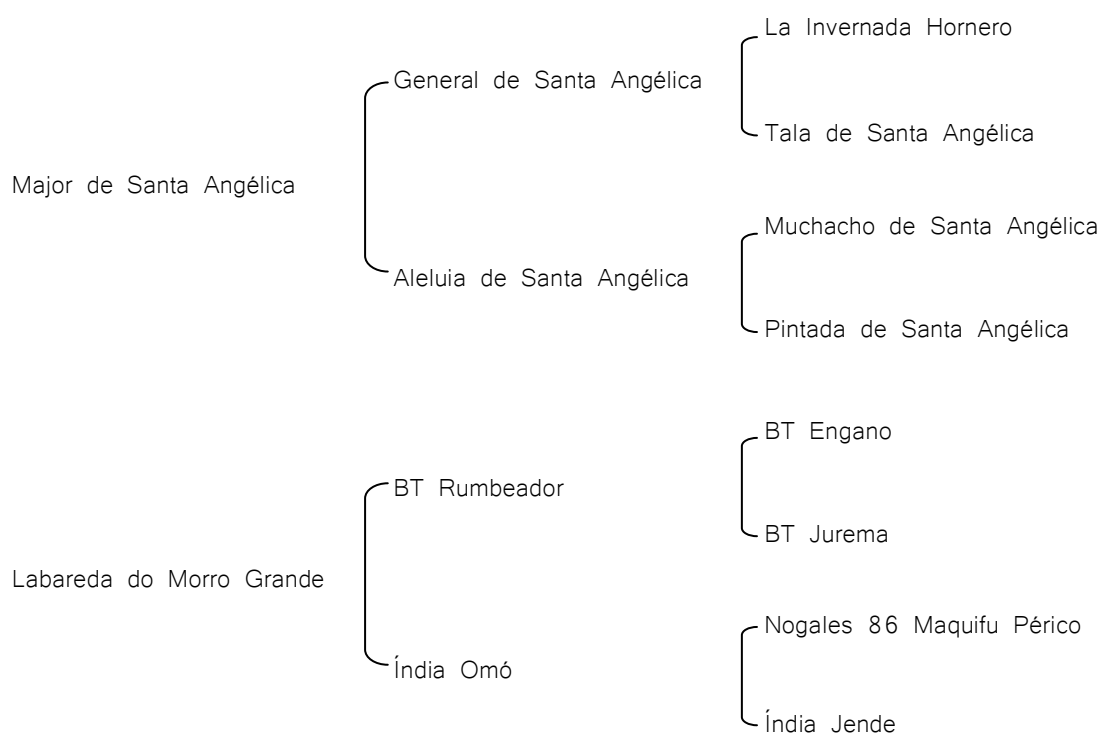 La Invernada Hornero
General de Santa Angélica
Tala de Santa Angélica
Major de Santa Angélica
Muchacho de Santa Angélica
Aleluia de Santa Angélica
Pintada de Santa Angélica
BT Engano
BT Rumbeador
BT Jurema
Labareda do Morro Grande
Nogales 86 Maquifu Périco
Índia Omó
Índia Jende